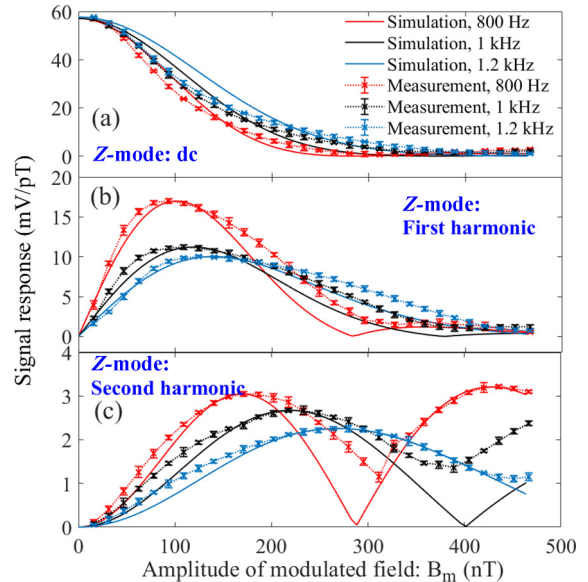 60
40
20
0
(a)
Z-mode: dc
Simulation, 800 Hz
Simulation, 1 kHz
Simulation, 1.2 kHz
Measurement, 800 Hz
Measurement, 1 kHz
Measurement, 1.2 kHz
Signal response (mV/pT)
20
15
10
5
0
(b)
Z-mode:
First harmonic
4
3
2
1
0
Z-mode:
Second harmonic
(c)
0 100 200 300 400 500
Amplitude of modulated field: Bm (nT)